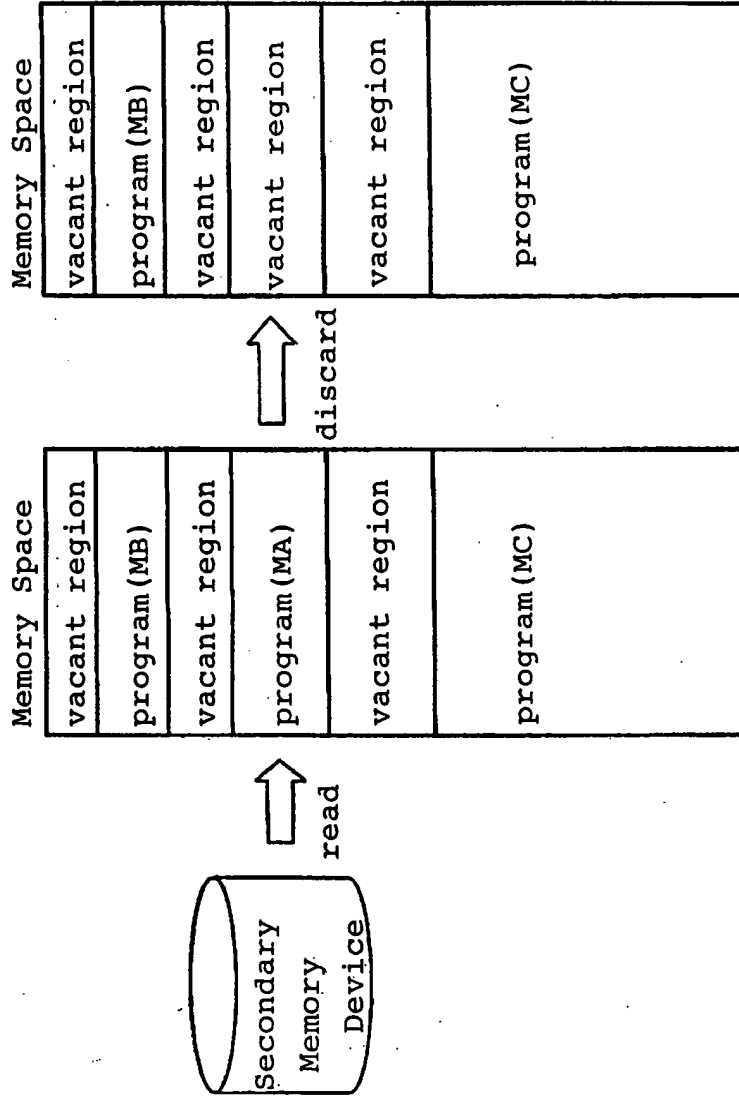 Secondary
Memory
Device
read
Memory Space
vacant region
program(MB)
vacant region
program(MA)
vacant region
program(MC)
discard
Memory Space
vacant region
program(MB)
vacant region
vacant region
vacant region
program(MC)